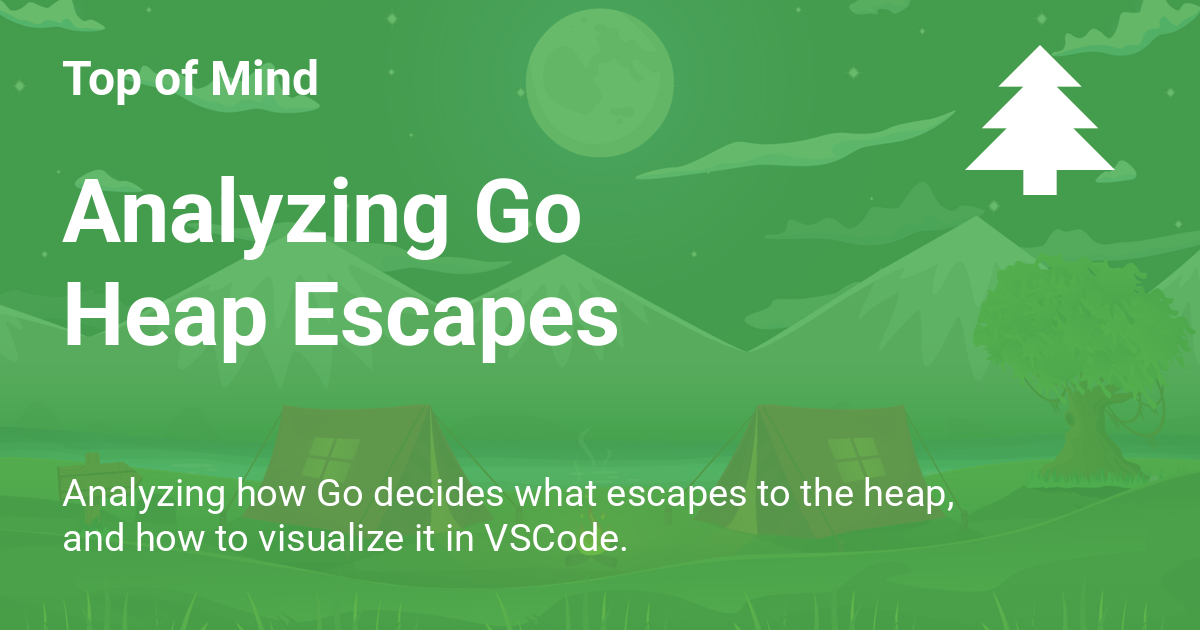 Top of Mind
Analyzing Go
Heap Escapes
Analyzing how Go decides what escapes to the heap,
and how to visualize it in VSCode.